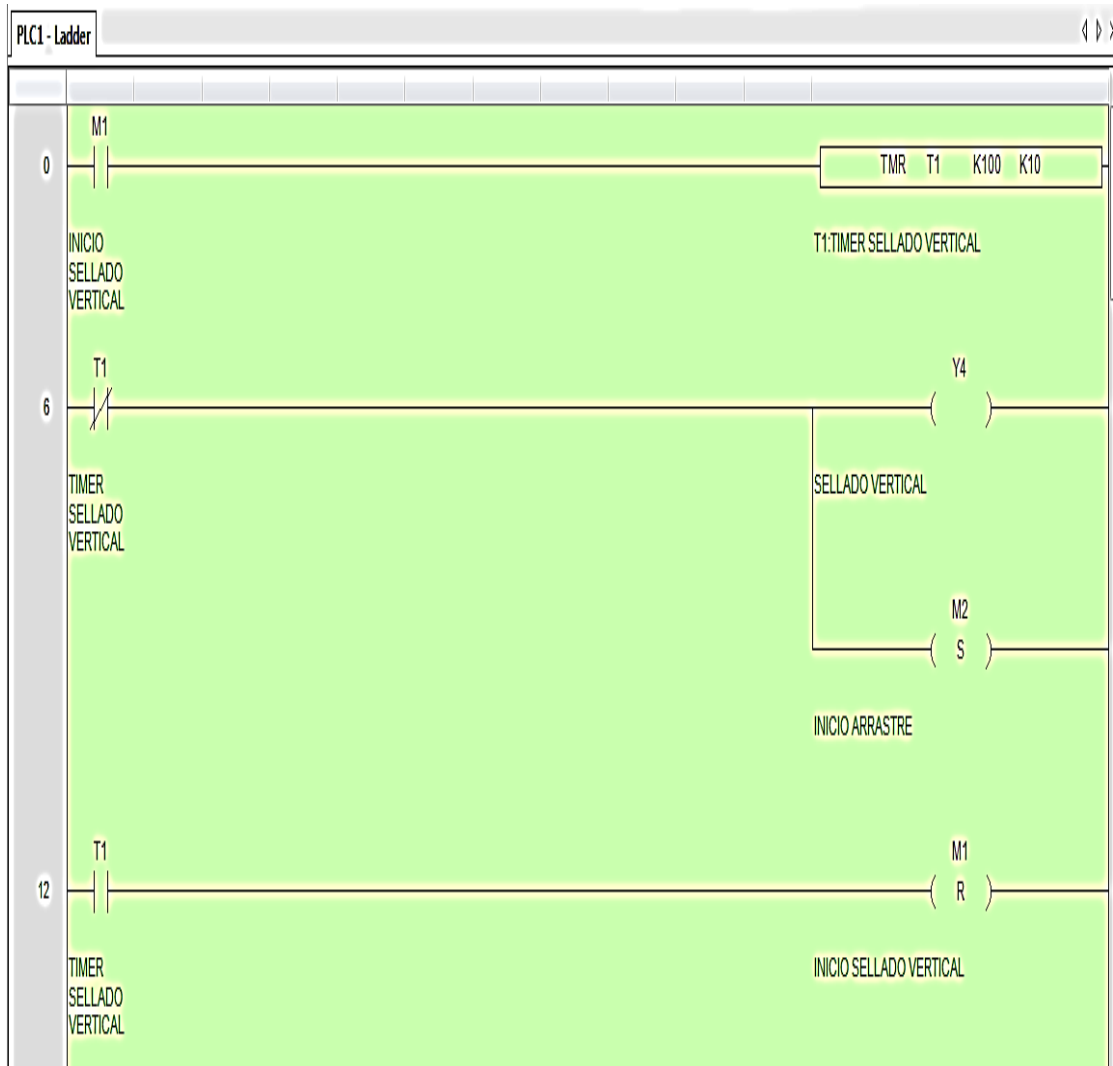 PLC1 - Ladder
M1
0
TMR T1 K100 K10
INICIO
SELLADO
VERTICAL
T1:TIMER SELLADO VERTICAL
T1
Y4
6
TIMER
SELLADO
VERTICAL
SELLADO VERTICAL
M2
S
INICIO ARRASTRE
T1
M1
12
R
TIMER
SELLADO
VERTICAL
INICIO SELLADO VERTICAL